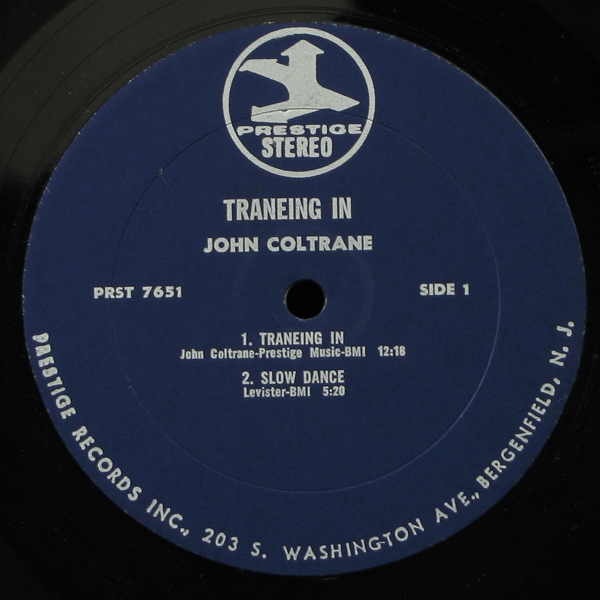 PRESTIGE
STEREO
TRANEING IN
JOHN COLTRANE
PRST 7651
SIDE 1
1. TRANEING IN
John Coltrane-Prestige Music-BMI 12:18
2. SLOW DANCE
Levister-BMI 5:20
PRESTIGE RECORDS INC., 203 S. WASHINGTON AVE., BERGENFIELD, N. J.